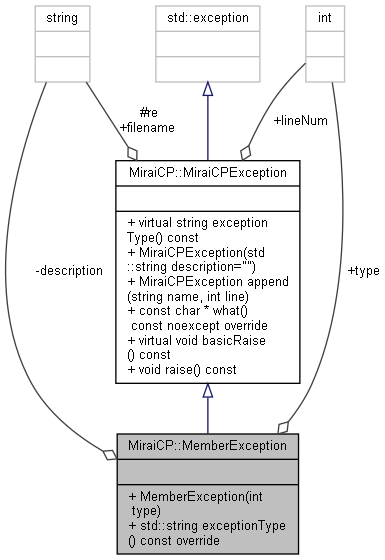 string
std::exception
int
#re
+filename
+lineNum
MiraiCP::MiraiCPException
+ virtual string exception
Type() const
+ MiraiCPException(std
::string description="")
+ MiraiCPException append
(string name, int line)
+ const char * what()
const noexcept override
+ virtual void basicRaise
() const
+ void raise() const
-description
+type
MiraiCP::MemberException
+ MemberException(int
type)
+ std::string exceptionType
() const override